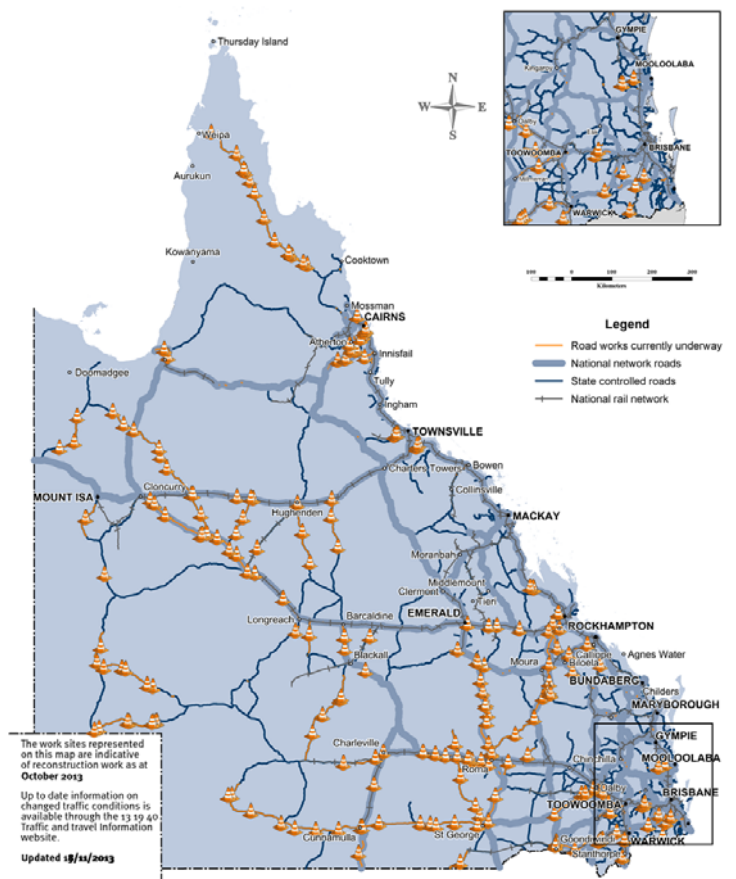 Thursday Island
Weipa
Aurukun
Kowanyama
Cooktown
Mossman
CAIRNS
Atherton
Innisfail
Doomadgee
Tully
Ingham
TOWNSVILLE
Charters Towers
Bowen
Cloncurry
MOUNT ISA
Collinsville
Hughenden
MACKAY
Moranbah
Middlemount
Clermont
Tieri
EMERALD
Longreach
Barcaldine
ROCKHAMPTON
Blackall
Moura
Calliope
Biloela
Agnes Water
BUNDABERG
Childers
MARYBOROUGH
GYMPIE
Charleville
Roma
Chinchilla
MOOLOOLABA
Dalby
BRISBANE
TOOWOOMBA
Cunnamulla
St George
Goondiwindi
WARWICK
Stanthorpe
N
W E
S
GYMPIE
MOOLOOLABA
Kingaroy
Dalby
BRISBANE
TOOWOOMBA
WARWICK
100 0 100 200 300
Kilometers
Legend
Road works currently underway
National network roads
State controlled roads
National rail network
The work sites represented
on this map are indicative
of reconstruction work as at
October 2013
Up to date information on
changed traffic conditions is
available through the 13 19 40
Traffic and travel Information
website.
Updated /11/2013